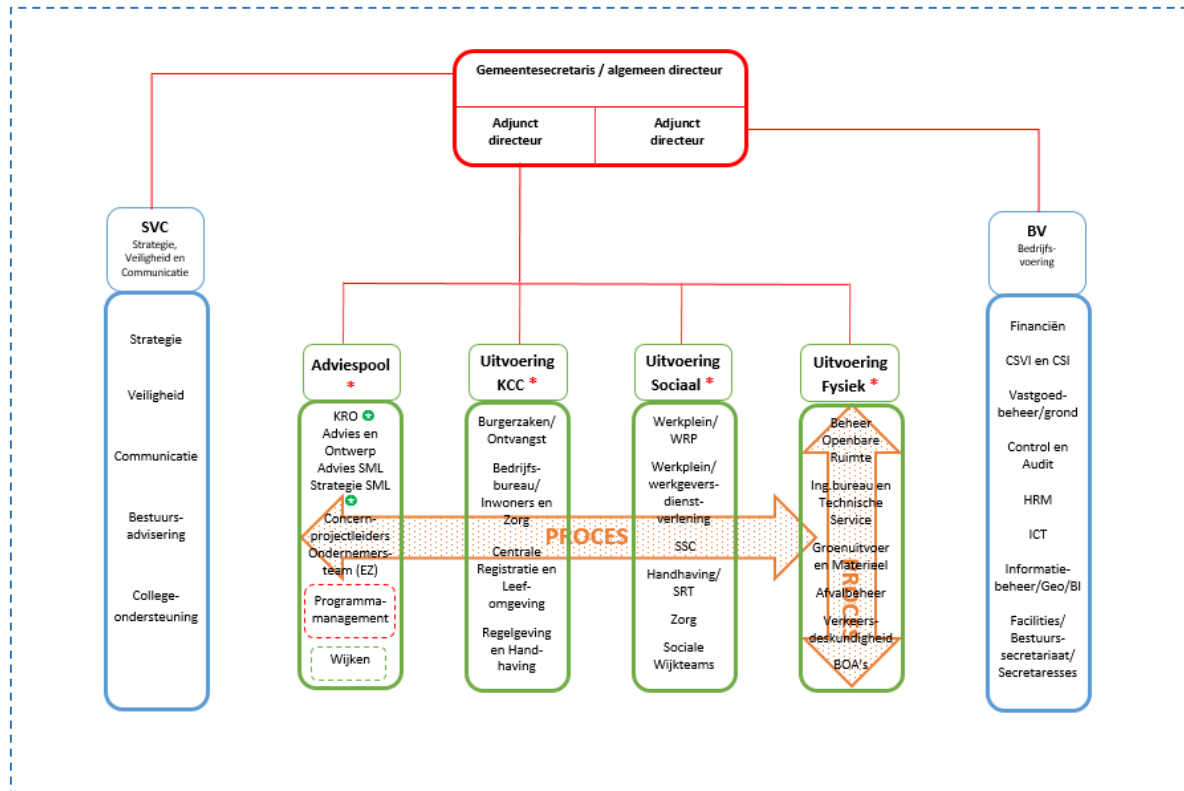 Gemeentesecretaris / algemeen directeur
Adjunct
directeur
Adjunct
directeur
SVC
Strategie,
Veiligheid en
Communicatie
Strategie
Veiligheid
Communicatie
Bestuurs-
advisering
College-
ondersteuning
Adviespool
*
KRO
Advies en
Ontwerp
Advies SML
Strategie SML
Concern-
projectleiders
Ondernemers-
team (EZ)
Programma-
management
Wijken
Uitvoering
KCC *
Burgerzaken/
Ontvangst
Bedrijfs-
bureau/
Inwoners en
Zorg
Centrale
Registratie en
Leef-
omgeving
Regelgeving
en Hand-
having
Uitvoering
Sociaal *
Werkplein/
WRP
Werkplein/
werkgevers-
dienst-
verlening
SSC
Handhaving/
SRT
Zorg
Sociale
Wijkteams
Uitvoering
Fysiek *
Beheer
Openbare
Ruimte
Ing.bureau en
Technische
Service
Groenuitvoer
en Materieel
Afvalbeheer
Verkeers-
deskundigheid
BOA's
PROCES
PROCES
BV
Bedrijfs-
voering
Financiën
CSVI en CSI
Vastgoed-
beheer/grond
Control en
Audit
HRM
ICT
Informatie-
beheer/Geo/BI
Facilities/
Bestuurs-
secretariaat/
Secretaresses